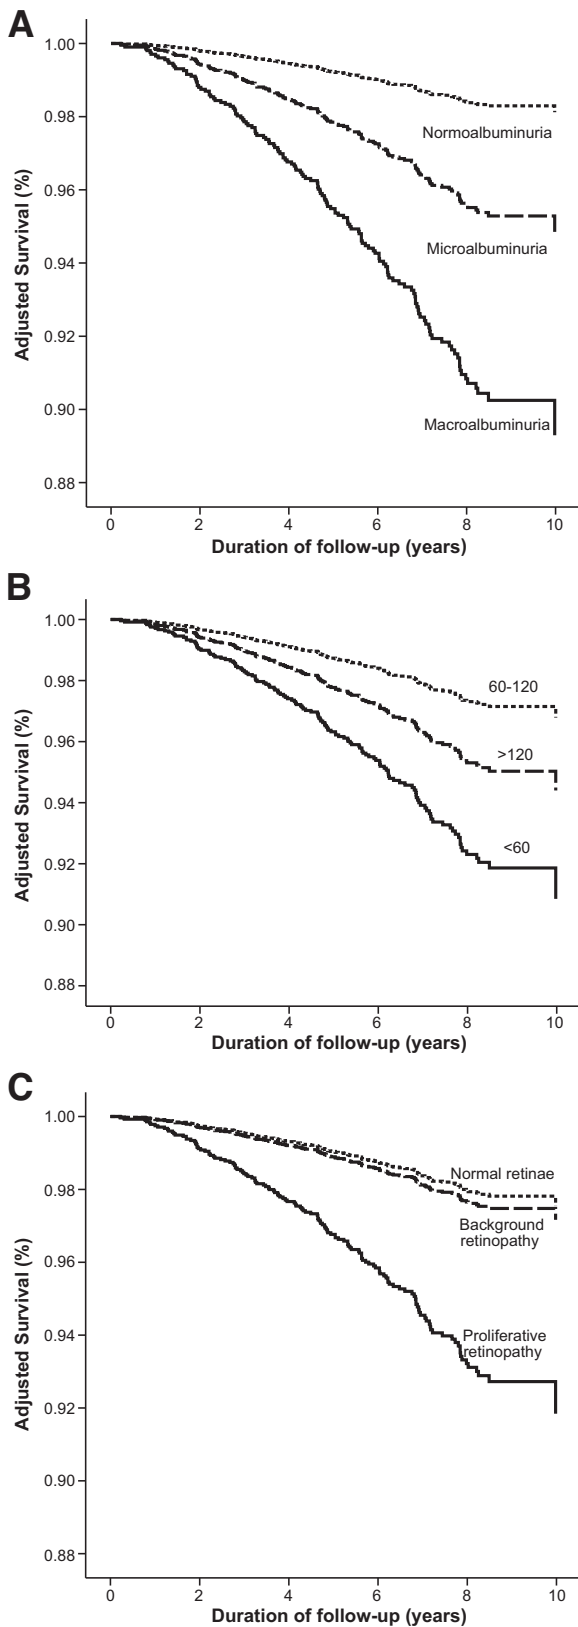 A
Adjusted Survival (%)
1.00
0.98
0.96
0.94
0.92
0.90
0.88
Normoalbuminuria
Microalbuminuria
Macroalbuminuria
0 2 4 6 8 10
Duration of follow-up (years)
B
Adjusted Survival (%)
1.00
0.98
0.96
0.94
0.92
0.90
0.88
60-120
>120
<60
0 2 4 6 8 10
Duration of follow-up (years)
C
Adjusted Survival (%)
1.00
0.98
0.96
0.94
0.92
0.90
0.88
Normal retinae
Background
retinopathy
Proliferative
retinopathy
0 2 4 6 8 10
Duration of follow-up (years)